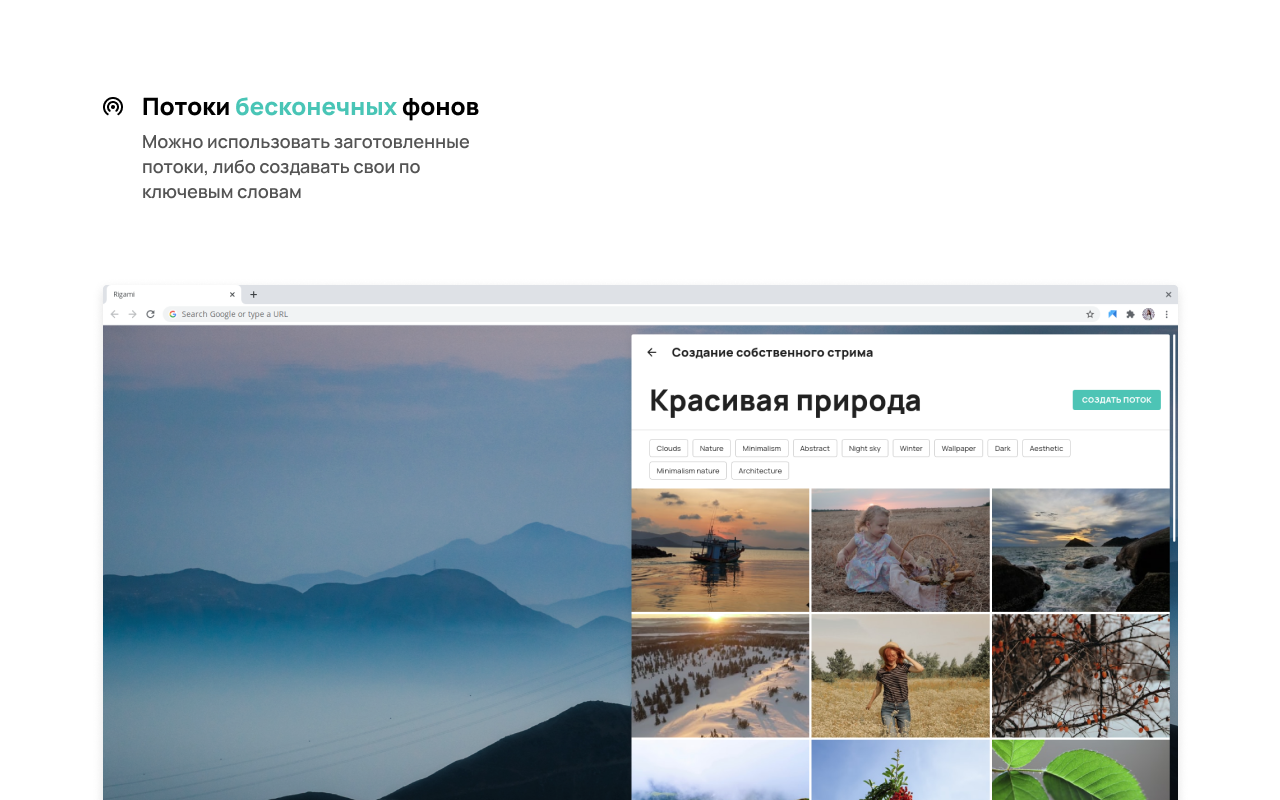 Потоки бесконечных фонов
Можно использовать заготовленные
потоки, либо создавать свои по
ключевым словам
Rigami
Search Google or type a URL
Создание собственного стрима
Красивая природа
СОЗДАТЬ ПОТОК
Clouds Nature Minimalism Abstract Night sky Winter Wallpaper Dark Aesthetic
Minimalism nature Architecture